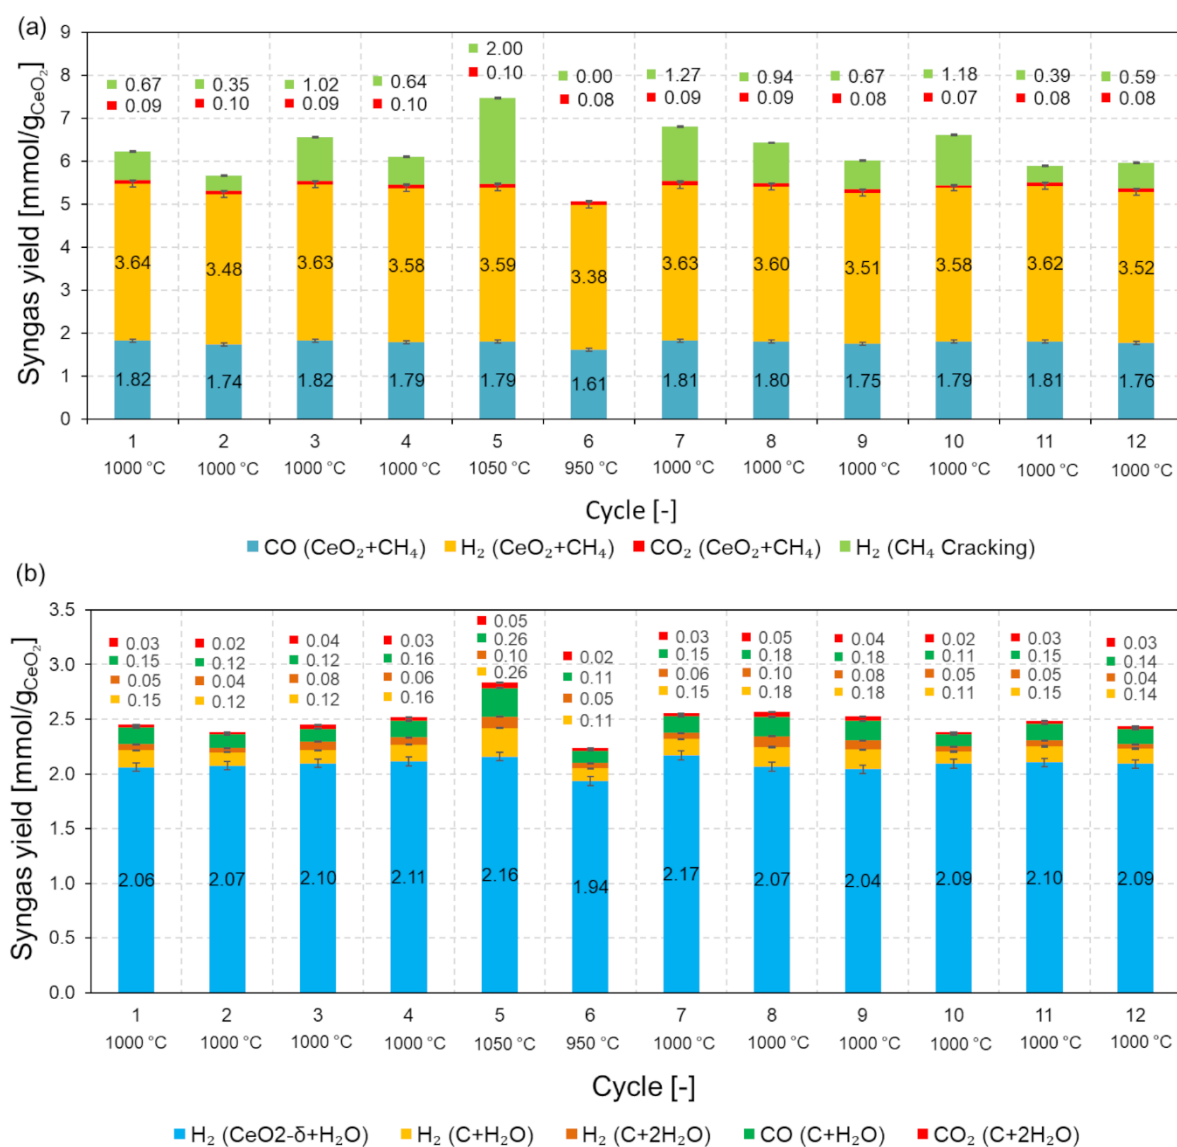 (a)
Syngas yield [mmol/gCeO₂]
9
8
7
6
5
4
3
2
1
0
0.67 0.35 1.02 0.64 2.00 0.00 1.27 0.94 0.67 1.18 0.39 0.59
0.09 0.10 0.09 0.10 0.10 0.08 0.09 0.09 0.08 0.07 0.08 0.08
3.64 3.48 3.63 3.58 3.59 3.38 3.63 3.60 3.51 3.58 3.62 3.52
1.82 1.74 1.82 1.79 1.79 1.61 1.81 1.80 1.75 1.79 1.81 1.76
1 2 3 4 5 6 7 8 9 10 11 12
1000 °C 1000 °C 1000 °C 1000 °C 1050 °C 950 °C 1000 °C 1000 °C 1000 °C 1000 °C 1000 °C 1000 °C
Cycle [-]
CO (CeO₂+CH₄) H₂ (CeO₂+CH₄) CO₂ (CeO₂+CH₄) H₂ (CH₄ Cracking)
(b)
Syngas yield [mmol/gCeO₂]
3.5
3.0
2.5
2.0
1.5
1.0
0.5
0.0
0.03 0.02 0.04 0.03 0.05 0.02 0.03 0.05 0.04 0.02 0.03 0.03
0.15 0.12 0.12 0.16 0.26 0.11 0.15 0.18 0.18 0.11 0.15 0.14
0.05 0.04 0.08 0.06 0.10 0.05 0.06 0.10 0.08 0.05 0.05 0.04
0.15 0.12 0.12 0.16 0.26 0.11 0.15 0.18 0.18 0.11 0.15 0.14
2.06 2.07 2.10 2.11 2.16 1.94 2.17 2.07 2.04 2.09 2.10 2.09
1 2 3 4 5 6 7 8 9 10 11 12
1000 °C 1000 °C 1000 °C 1000 °C 1050 °C 950 °C 1000 °C 1000 °C 1000 °C 1000 °C 1000 °C 1000 °C
Cycle [-]
H₂ (CeO2-δ+H₂O) H₂ (C+H₂O) H₂ (C+2H₂O) CO (C+H₂O) CO₂ (C+2H₂O)